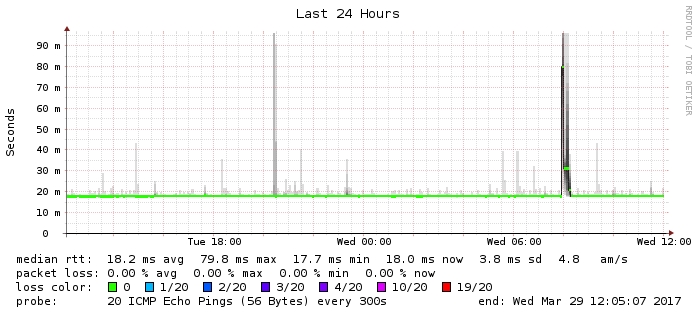 Last 24 Hours
RRDTOOL / TOBI OETIKER
Seconds
90 m
80 m
70 m
60 m
50 m
40 m
30 m
20 m
10 m
0
Tue 18:00 Wed 00:00 Wed 06:00 Wed 12:00
median rtt: 18.2 ms avg 79.8 ms max 17.7 ms min 18.0 ms now 3.8 ms sd 4.8 am/s
packet loss: 0.00 % avg 0.00 % max 0.00 % min 0.00 % now
loss color: 0 1/20 2/20 3/20 4/20 10/20 19/20
probe: 20 ICMP Echo Pings (56 Bytes) every 300s end: Wed Mar 29 12:05:07 2017